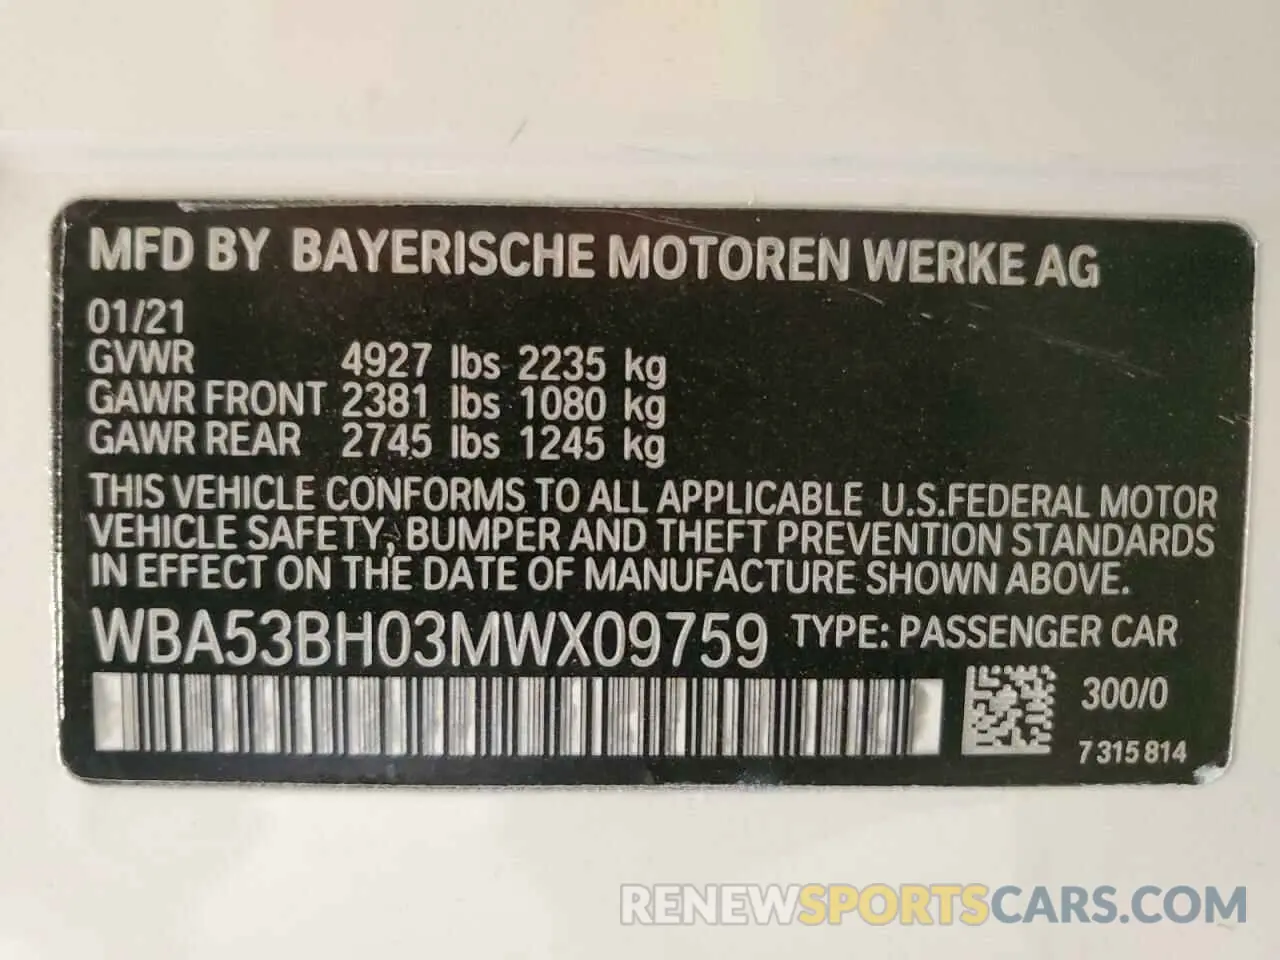 MFD BY BAYERISCHE MOTOREN WERKE AG
01/21
GVWR 4927 lbs 2235 kg
GAWR FRONT 2381 lbs 1080 kg
GAWR REAR 2745 lbs 1245 kg
THIS VEHICLE CONFORMS TO ALL APPLICABLE U.S.FEDERAL MOTOR
VEHICLE SAFETY, BUMPER AND THEFT PREVENTION STANDARDS
IN EFFECT ON THE DATE OF MANUFACTURE SHOWN ABOVE.
WBA53BH03MWX09759 TYPE: PASSENGER CAR
300/0
7 315 814
RENEWSPORTSCARS.COM